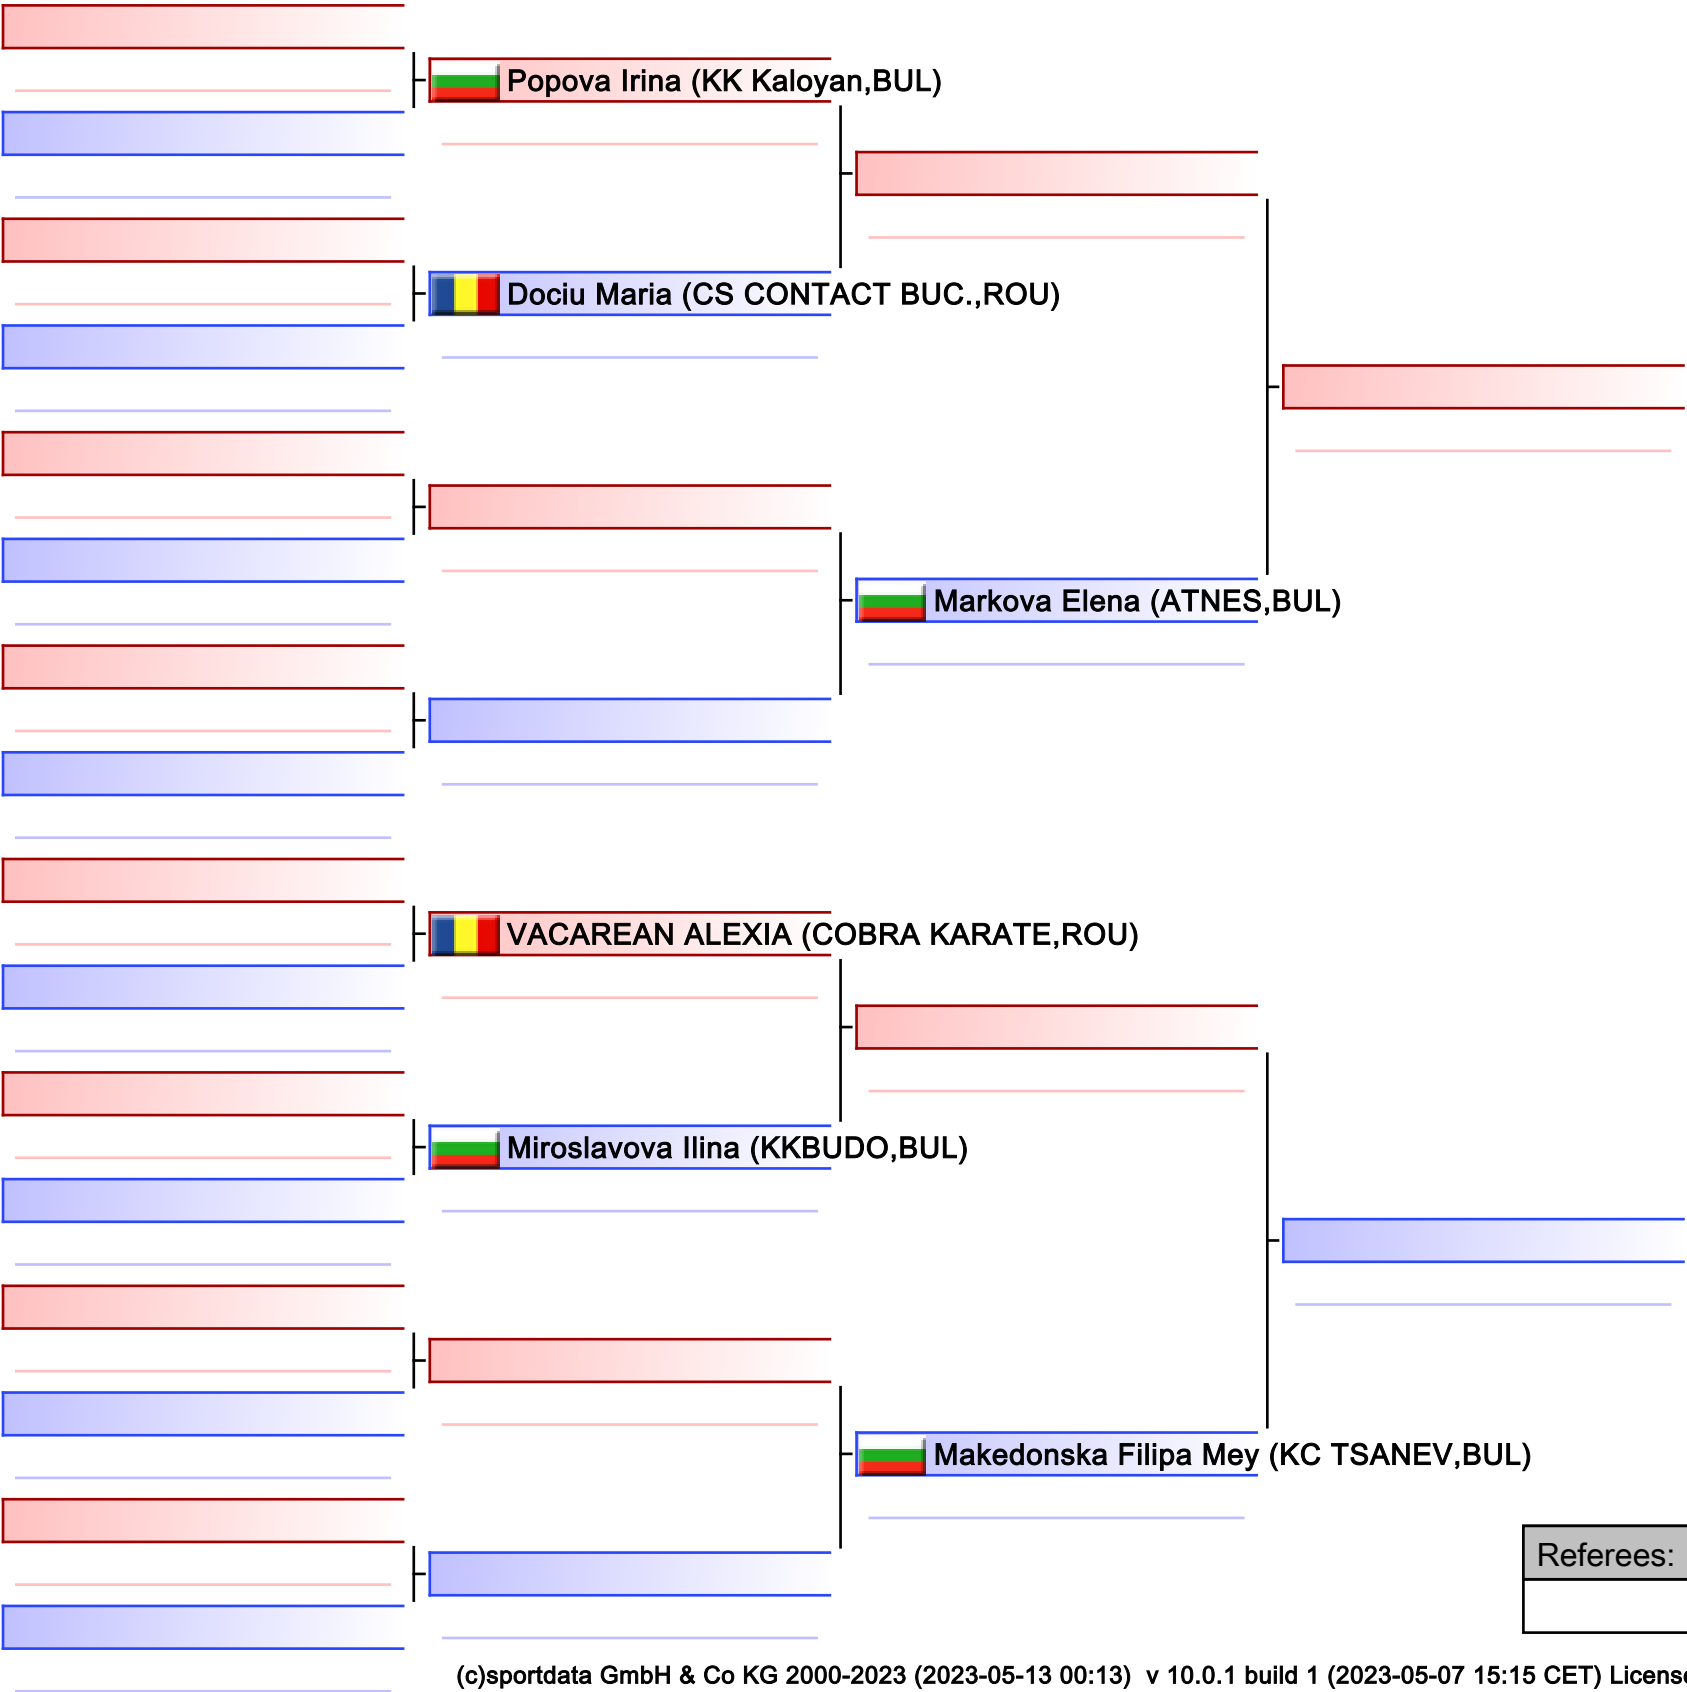 Popova Irina (KK Kaloyan,BUL)
Dociu Maria (CS CONTACT BUC.,ROU)
Markova Elena (ATNES,BUL)
VACAREAN ALEXIA (COBRA KARATE,ROU)
Miroslavova Ilina (KKBUDO,BUL)
Makedonska Filipa Mey (KC TSANEV,BUL)
Referees:
(c)sportdata GmbH & Co KG 2000-2023 (2023-05-13 00:13) v 10.0.1 build 1 (2023-05-07 15:15 CET) License